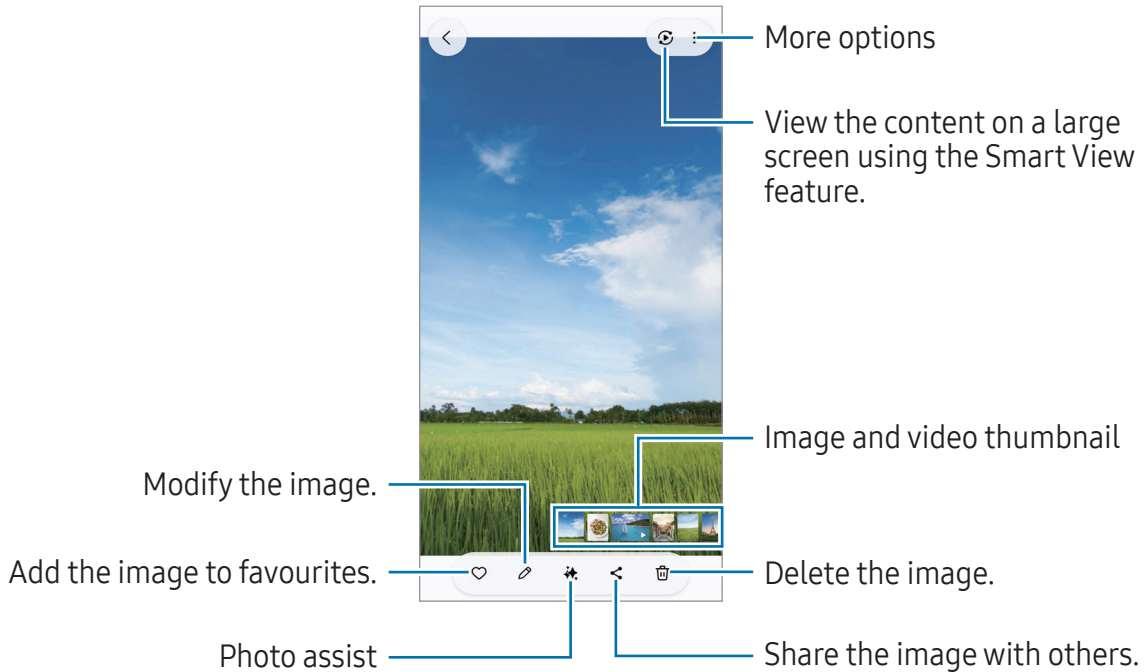 More options
View the content on a large
screen using the Smart View
feature.
Image and video thumbnail
Modify the image.
Add the image to favourites.
Delete the image.
Photo assist
Share the image with others.